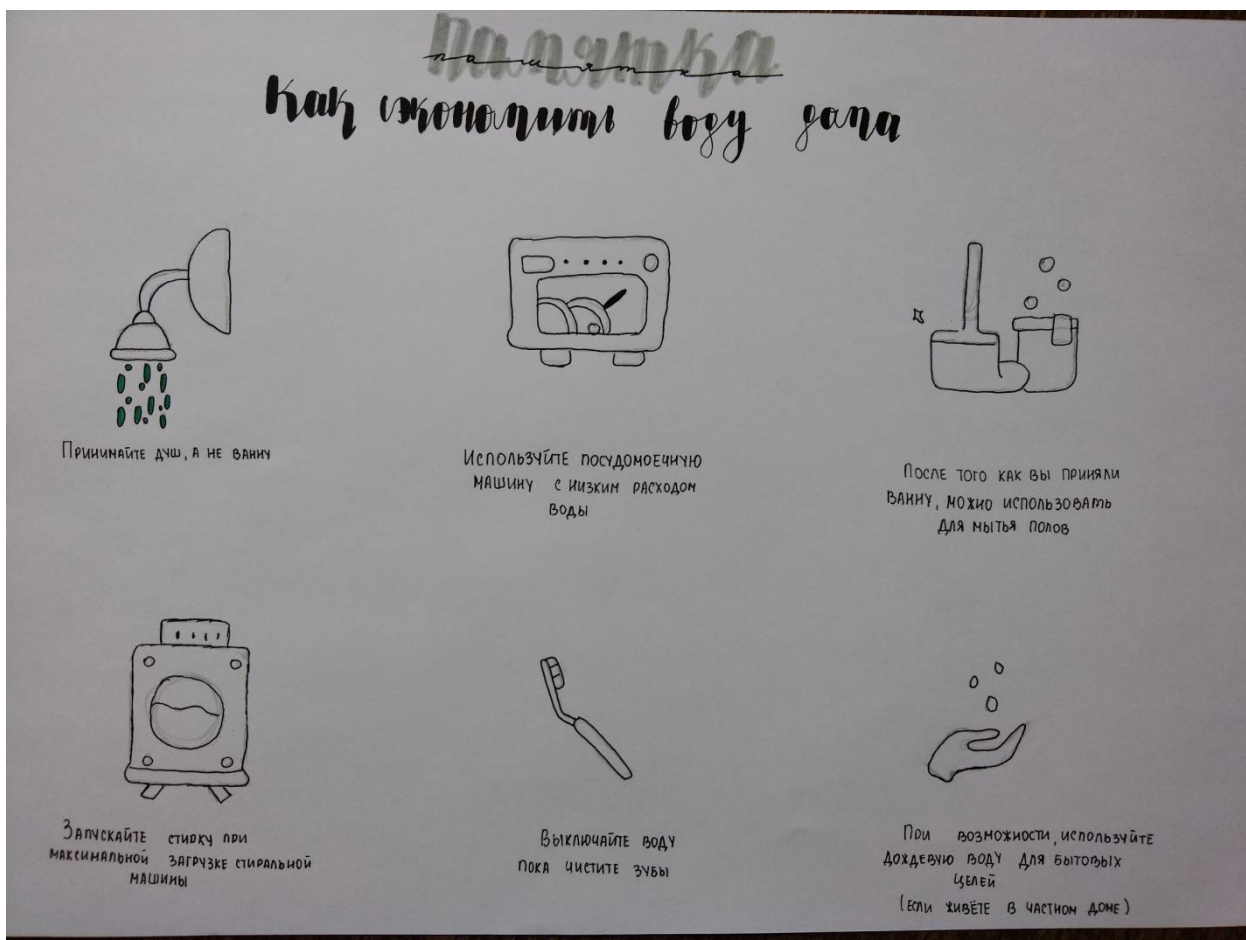 памятка
памятка
Как сэкономить воду дома
Принимайте душ, а не ванну
Используйте посудомоечную
машину с низким расходом
воды
После того как вы приняли
ванну, можно использовать
для мытья полов
Запускайте стирку при
максимальной загрузке стиральной
машины
Выключайте воду
пока чистите зубы
При возможности, используйте
дождевую воду для бытовых
целей
(Если живёте в частном доме)